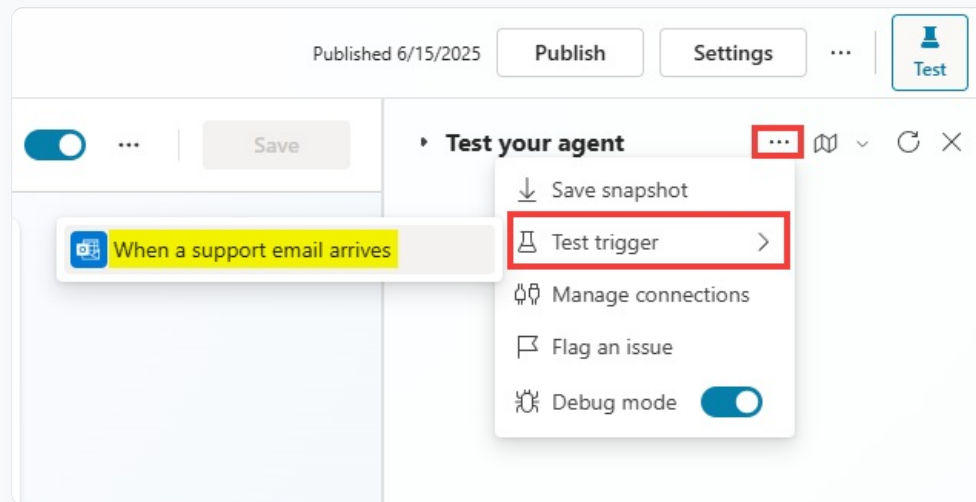 Published 6/15/2025 Publish Settings ...
Test
... Save
Test your agent ...
Save snapshot
When a support email arrives
Test trigger
Manage connections
Flag an issue
Debug mode